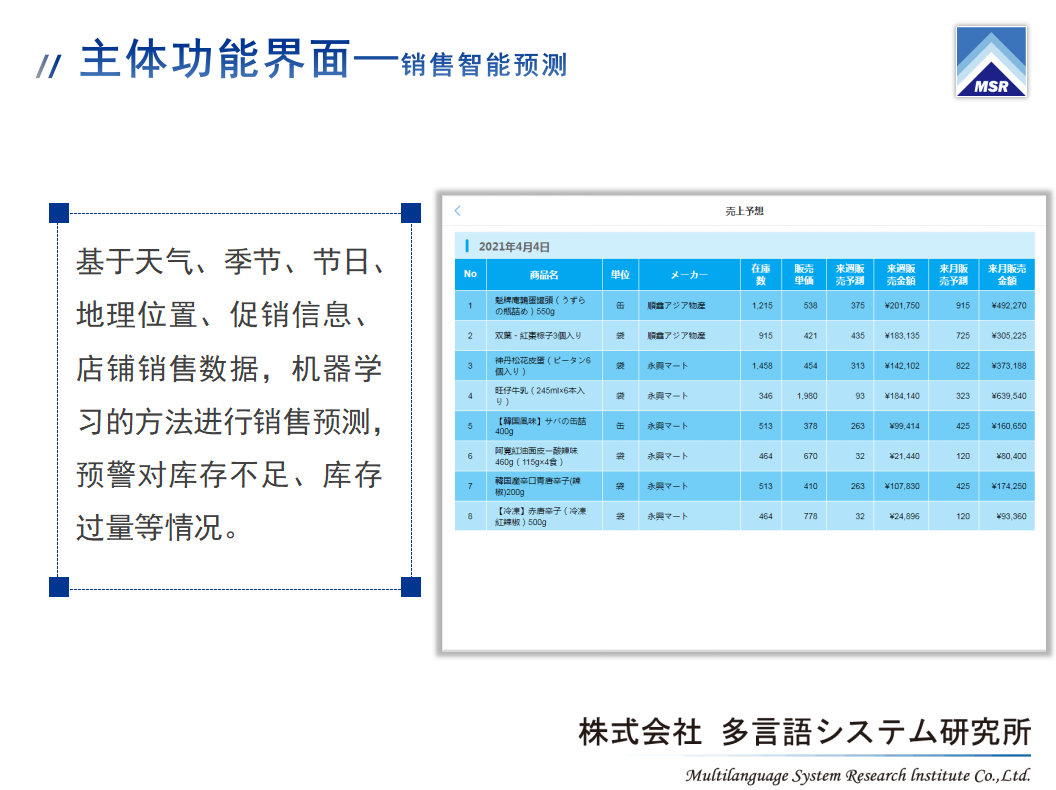 // 主体功能界面—销售智能预测
MSR
基于天气、季节、节日、
地理位置、促销信息、
店铺销售数据，机器学
习的方法进行销售预测，
预警对库存不足、库存
过量等情况。
売上予想
2021年4月4日
No 商品名 単位 メーカー 在庫数 販売単価 来週販売予測 来週販売金額 来月販売予測 来月販売金額
1 魅牌庵鶉蛋罐頭（うずらの瓶詰め）550g 缶 順鑫アジア物産 1,215 538 375 ¥201,750 915 ¥492,270
2 双葉-紅棗粽子3個入り 袋 順鑫アジア物産 915 421 435 ¥183,135 725 ¥305,225
3 神丹松花皮蛋（ピータン6個入り） 袋 永興マート 1,458 454 313 ¥142,102 822 ¥373,188
4 旺仔牛乳（245ml×6本入り） 袋 永興マート 346 1,980 93 ¥184,140 323 ¥639,540
5 【韓国風味】サバの缶詰400g 缶 永興マート 513 378 263 ¥99,414 425 ¥160,650
6 阿寛紅油面皮ー酸辣味460g（115g×4食） 袋 永興マート 464 670 32 ¥21,440 120 ¥80,400
7 韓国産辛口青唐辛子(辣椒)200g 袋 永興マート 513 410 263 ¥107,830 425 ¥174,250
8 【冷凍】赤唐辛子（冷凍紅辣椒）500g 袋 永興マート 464 778 32 ¥24,896 120 ¥93,360
株式会社 多言語システム研究所
Multilanguage System Research Institute Co.,Ltd.